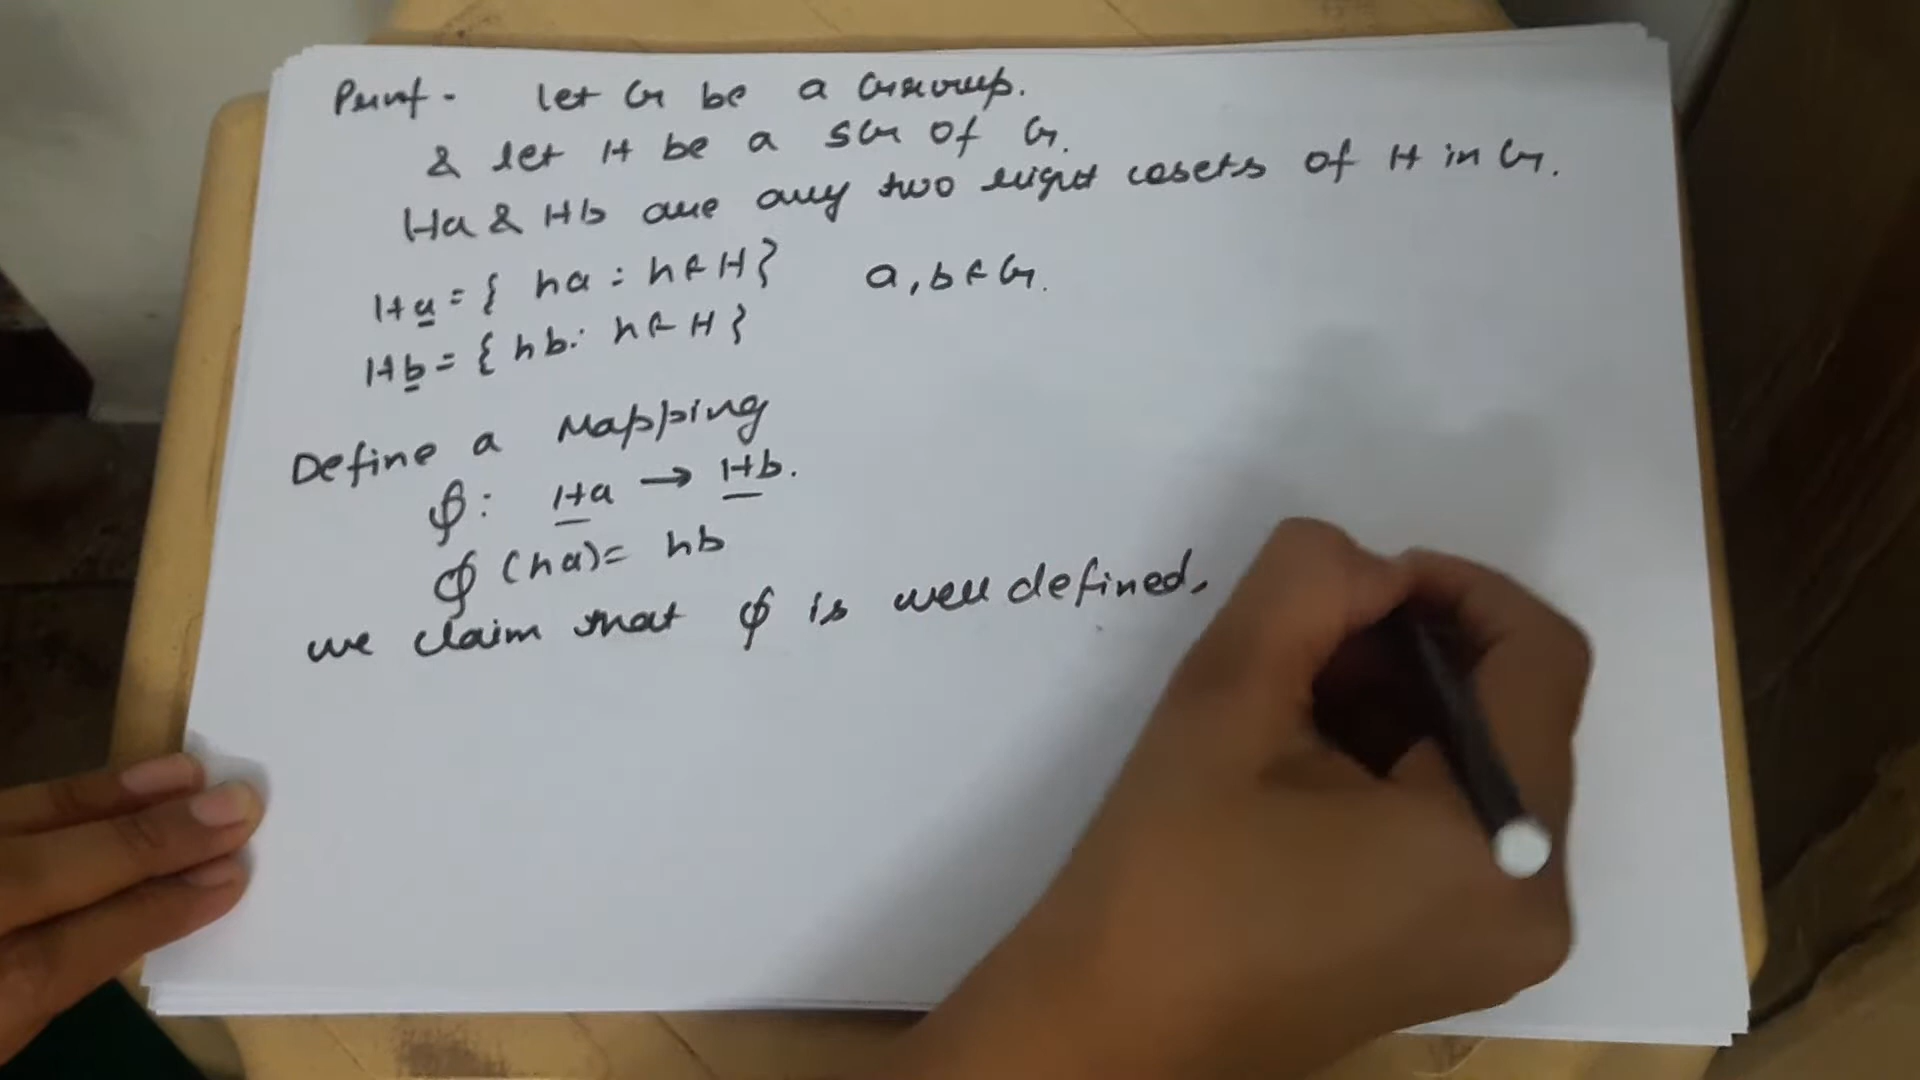 Proof - let G be a Group.
& let H be a SG of G.
Ha & Hb are any two right cosets of H in G.
Ha = { ha : h ∈ H } a, b ∈ G.
Hb = { hb : h ∈ H }
Define a Mapping
φ : Ha → Hb.
φ (ha) = hb
we claim that φ is well defined.